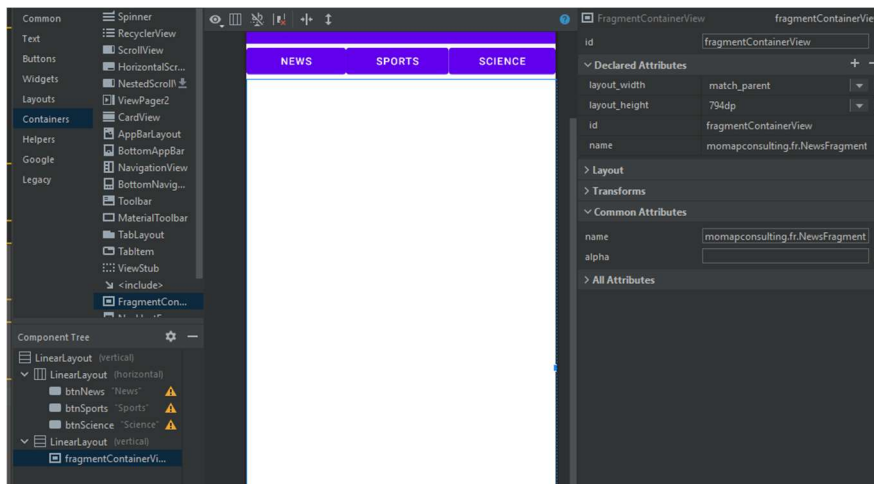 Common
Text
Buttons
Widgets
Layouts
Containers
Helpers
Google
Legacy
Spinner
RecyclerView
ScrollView
HorizontalScr...
NestedScroll
ViewPager2
CardView
AppBarLayout
BottomAppBar
NavigationView
BottomNavig...
Toolbar
MaterialToolbar
TabLayout
TabItem
ViewStub
<include>
FragmentCon...
Component Tree
LinearLayout (vertical)
LinearLayout (horizontal)
btnNews "News"
btnSports "Sports"
btnScience "Science"
LinearLayout (vertical)
fragmentContainerVi...
NEWS SPORTS SCIENCE
FragmentContainerView fragmentContainerVie
id fragmentContainerView
Declared Attributes
layout_width match_parent
layout_height 794dp
id fragmentContainerView
name momapconsulting.fr.NewsFragment
Layout
Transforms
Common Attributes
name momapconsulting.fr.NewsFragment
alpha
All Attributes